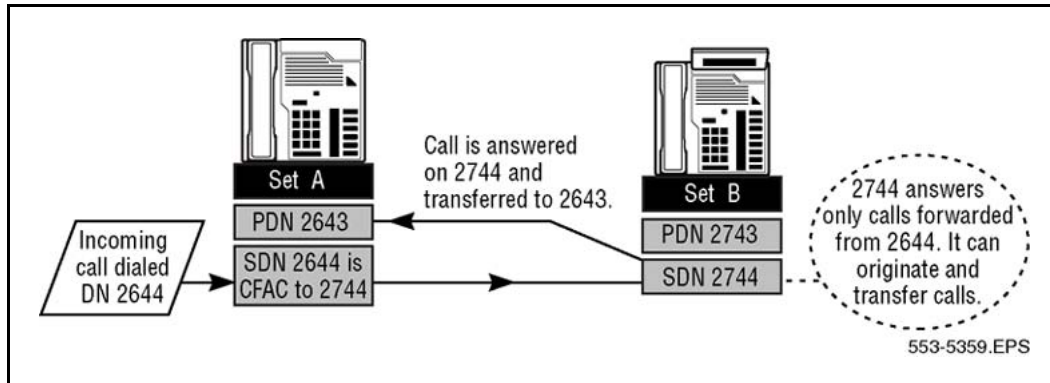 Set A
PDN 2643
SDN 2644 is
CFAC to 2744
Incoming
call dialed
DN 2644
Call is answered
on 2744 and
transferred to 2643.
Set B
PDN 2743
SDN 2744
2744 answers
only calls forwarded
from 2644. It can
originate and
transfer calls.
553-5359.EPS